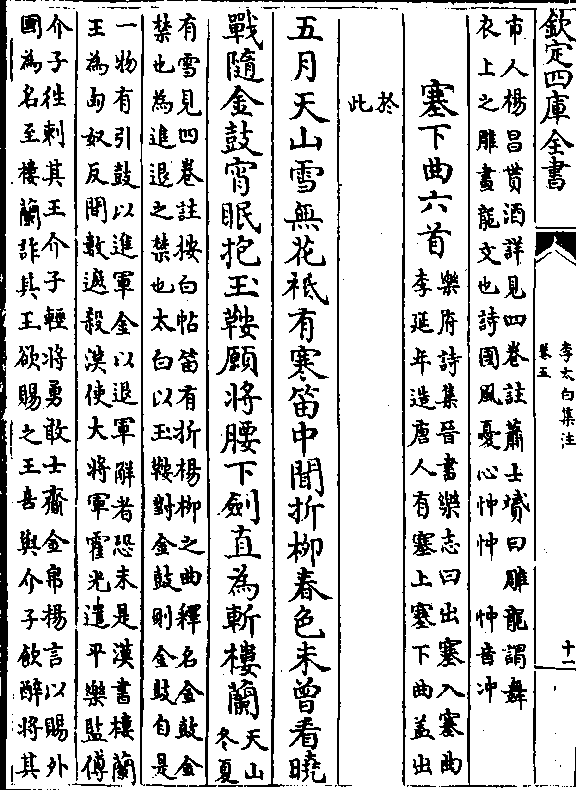 欽定四庫全書
李太白集注
卷五
十一
市人楊昌貰酒詳見四卷註蕭士贇曰雕龍謂舞
衣上之雕畫龍文也詩國風憂心忡忡 忡音冲
塞下曲六首
樂府詩集晉書樂志曰出塞入塞曲
李延年造唐人有塞上塞下曲盖出
於
此
五月天山雪無花祗有寒笛中聞折柳春色未曾看曉
戰隨金鼓宵眠抱玉鞍願將腰下劍直為斬樓蘭
天山
冬夏
有雪見四卷註按白帖笛有折楊柳之曲釋名金鼓金
禁也為進退之禁也太白以玉鞍對金鼓則金鼓自是
一物有引鼓以進軍金以退軍解者恐未是漢書樓蘭
王為匈奴反間數遮殺漢使大將軍霍光遣平樂監傅
介子徃刺其王介子輕將勇敢士齎金帛揚言以賜外
國為名至樓蘭詐其王欲賜之王喜與介子飲醉將其